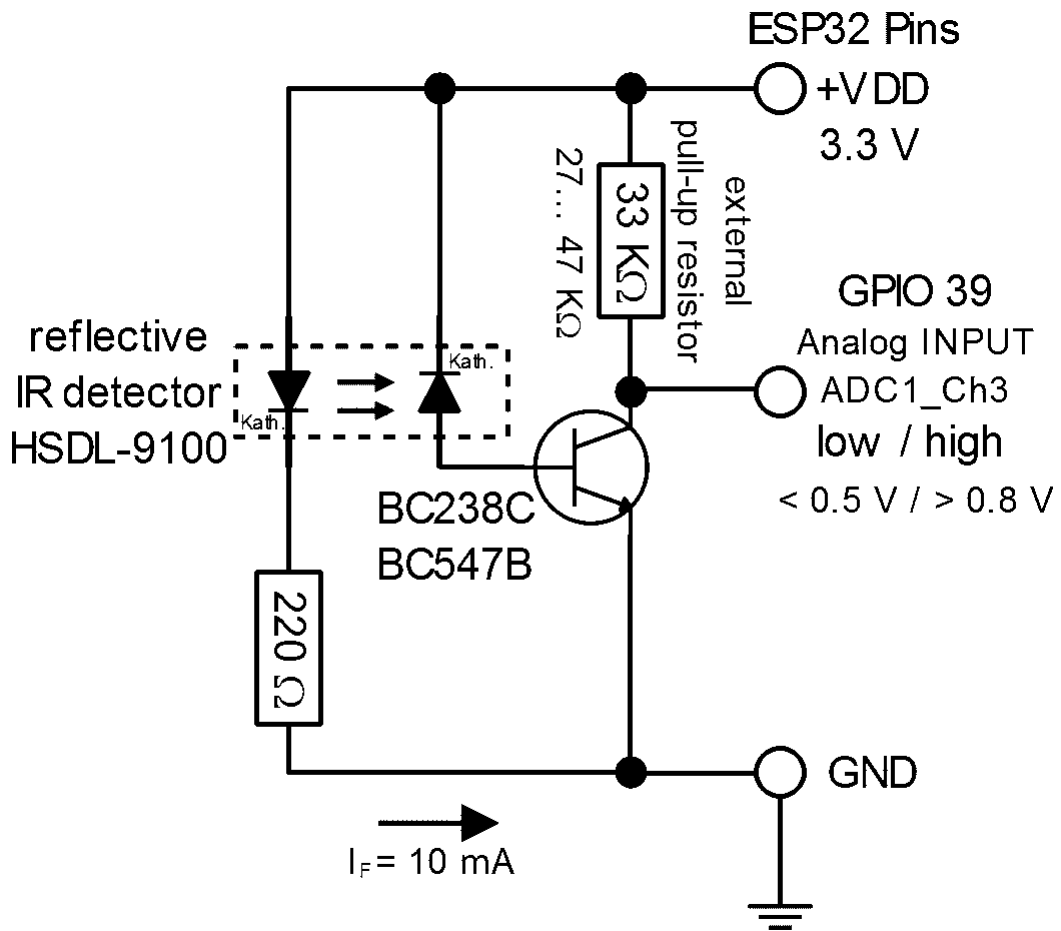 ESP32 Pins
+VDD
3.3 V
external
pull-up resistor
33 KΩ
27... 47 KΩ
GPIO 39
Analog INPUT
ADC1_Ch3
low / high
< 0.5 V / > 0.8 V
reflective
IR detector
HSDL-9100
Kath.
Kath.
BC238C
BC547B
220 Ω
GND
I_F = 10 mA